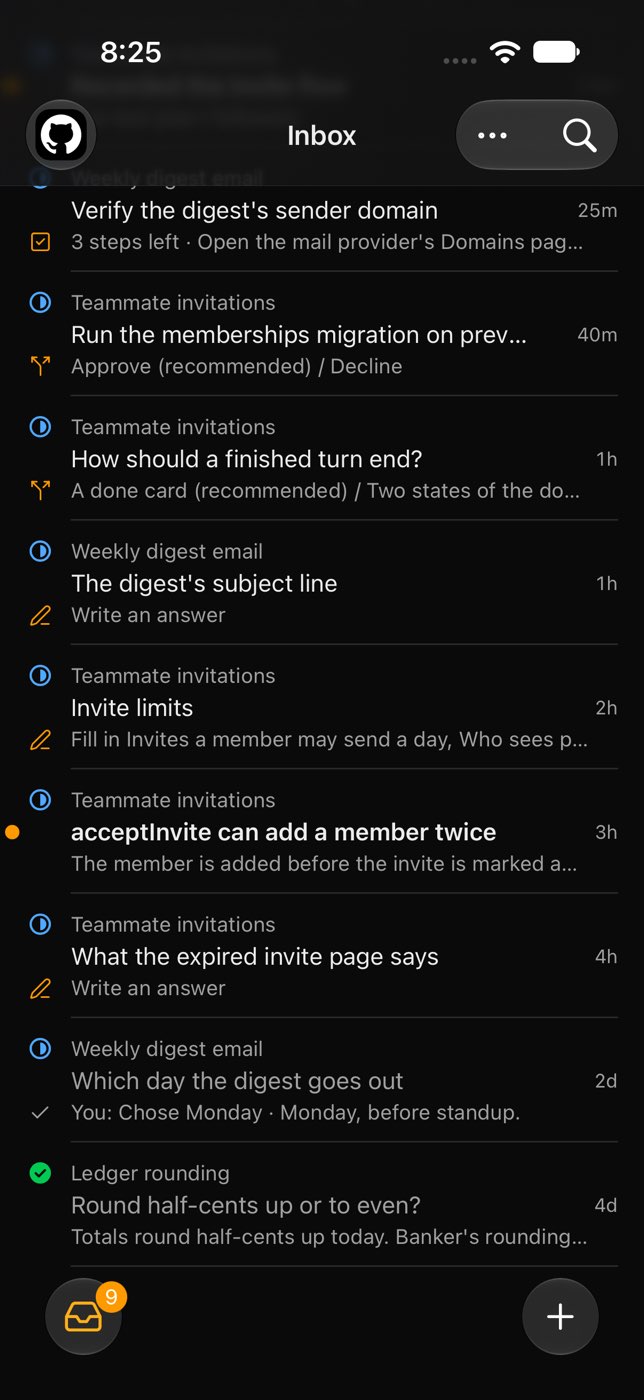 8:25
Inbox
Weekly digest email
Verify the digest's sender domain
25m
3 steps left · Open the mail provider's Domains pag...
Teammate invitations
Run the memberships migration on prev...
40m
Approve (recommended) / Decline
Teammate invitations
How should a finished turn end?
1h
A done card (recommended) / Two states of the do...
Weekly digest email
The digest's subject line
1h
Write an answer
Teammate invitations
Invite limits
2h
Fill in Invites a member may send a day, Who sees p...
Teammate invitations
acceptInvite can add a member twice
3h
The member is added before the invite is marked a...
Teammate invitations
What the expired invite page says
4h
Write an answer
Weekly digest email
Which day the digest goes out
2d
You: Chose Monday · Monday, before standup.
Ledger rounding
Round half-cents up or to even?
4d
Totals round half-cents up today. Banker's rounding...
9